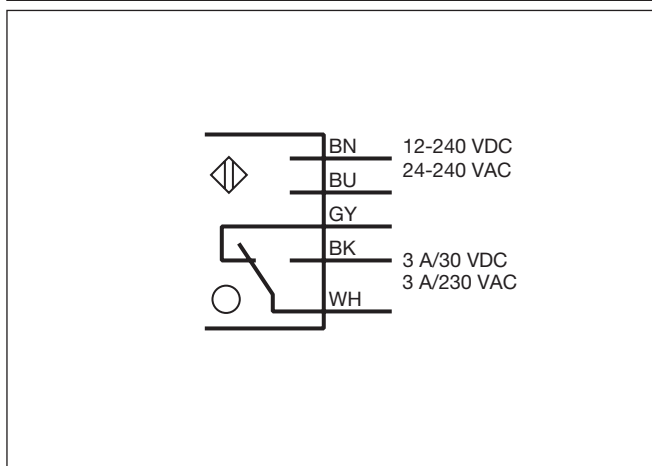 BN
12-240 VDC
24-240 VAC
BU
GY
BK
3 A/30 VDC
3 A/230 VAC
WH